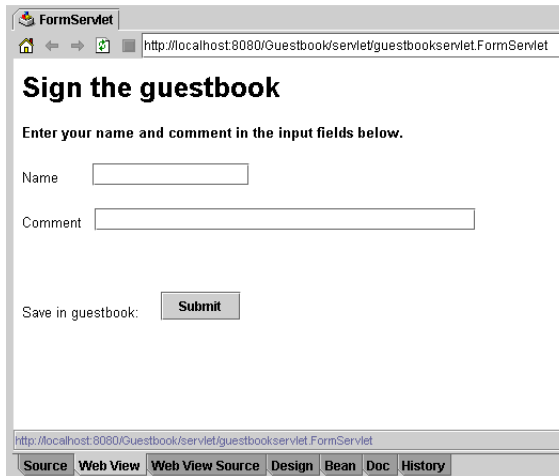 FormServlet
http://localhost:8080/Guestbook/servlet/guestbookservlet.FormServlet
Sign the guestbook
Enter your name and comment in the input fields below.
Name
Comment
Save in guestbook: Submit
http://localhost:8080/Guestbook/servlet/guestbookservlet.FormServlet
Source Web View Web View Source Design Bean Doc History